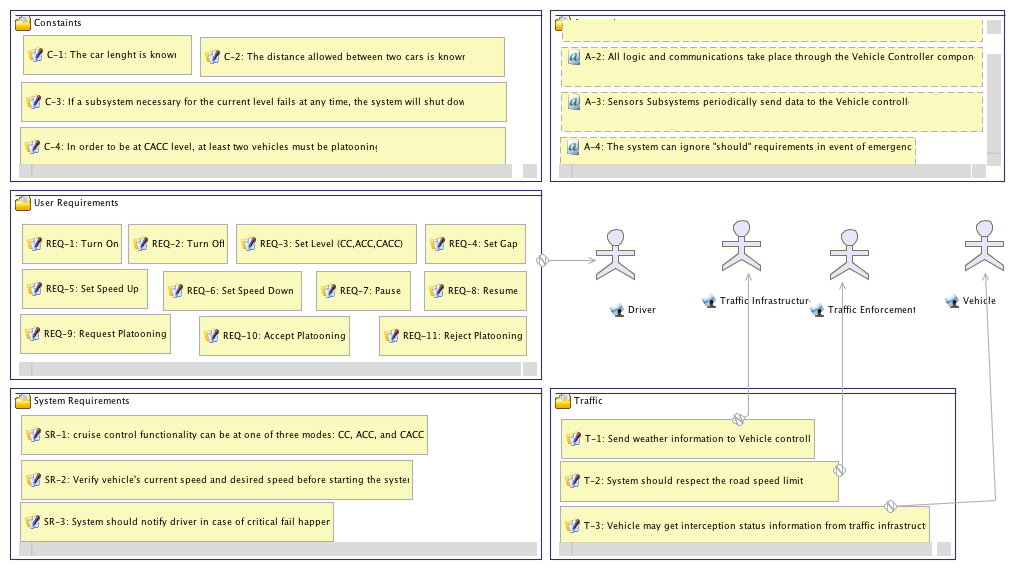 Constaints
C-1: The car lenght is known
C-2: The distance allowed between two cars is known
C-3: If a subsystem necessary for the current level fails at any time, the system will shut dow
C-4: In order to be at CACC level, at least two vehicles must be platooning
A-2: All logic and communications take place through the Vehicle Controller compon
A-3: Sensors Subsystems periodically send data to the Vehicle controll
A-4: The system can ignore "should" requirements in event of emergenc
User Requirements
REQ-1: Turn On
REQ-2: Turn Off
REQ-3: Set Level (CC,ACC,CACC)
REQ-4: Set Gap
REQ-5: Set Speed Up
REQ-6: Set Speed Down
REQ-7: Pause
REQ-8: Resume
REQ-9: Request Platooning
REQ-10: Accept Platooning
REQ-11: Reject Platooning
Driver
Traffic Infrastructur
Traffic Enforcement
Vehicle
System Requirements
SR-1: cruise control functionality can be at one of three modes: CC, ACC, and CACC
SR-2: Verify vehicle's current speed and desired speed before starting the syster
SR-3: System should notify driver in case of critical fail happer
Traffic
T-1: Send weather information to Vehicle controll
T-2: System should respect the road speed limit
T-3: Vehicle may get interception status information from traffic infrastruct